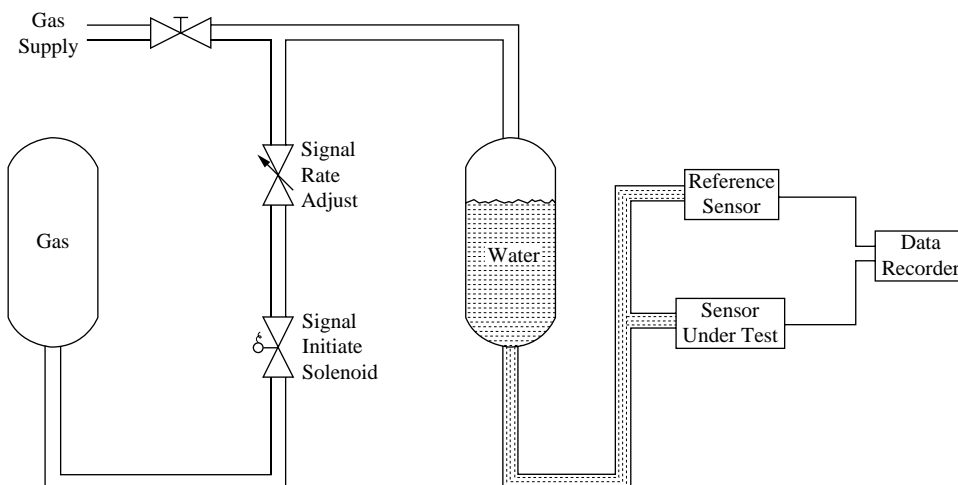 Gas
Supply
Signal
Rate
Adjust
Gas
Water
Reference
Sensor
Data
Recorder
Sensor
Under Test
Signal
Initiate
Solenoid